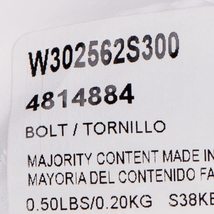 W302562S300
4814884
BOLT / TORNILLO
MAJORITY CONTENT MADE IN
MAYORIA DEL CONTENIDO FA
0.50LBS/0.20KG S38KE